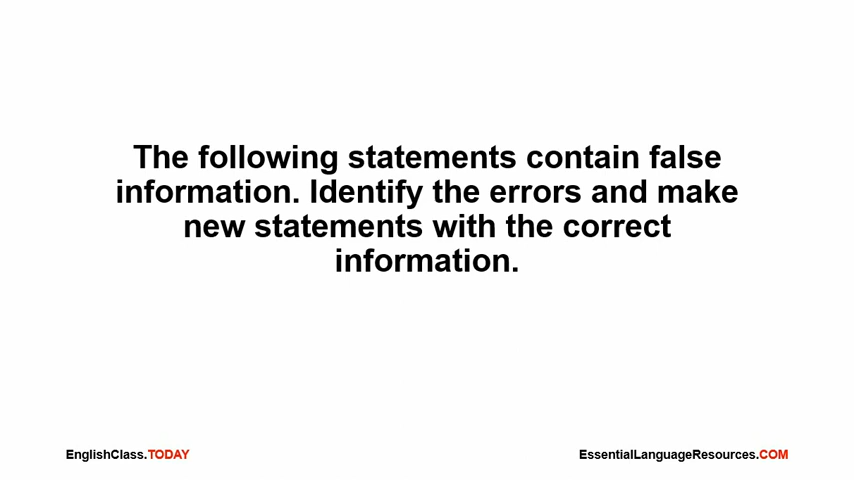 The following statements contain false
information. Identify the errors and make
new statements with the correct
information.
EnglishClass.TODAY
EssentialLanguageResources.COM